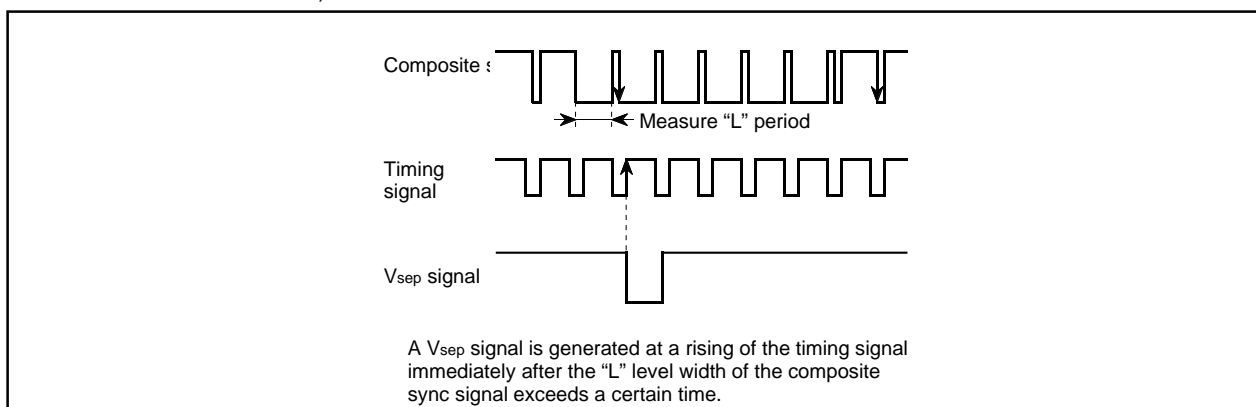 Composite
Measure “L” period
Timing
signal
Vsep signal
A Vsep signal is generated at a rising of the timing signal
immediately after the “L” level width of the composite
sync signal exceeds a certain time.